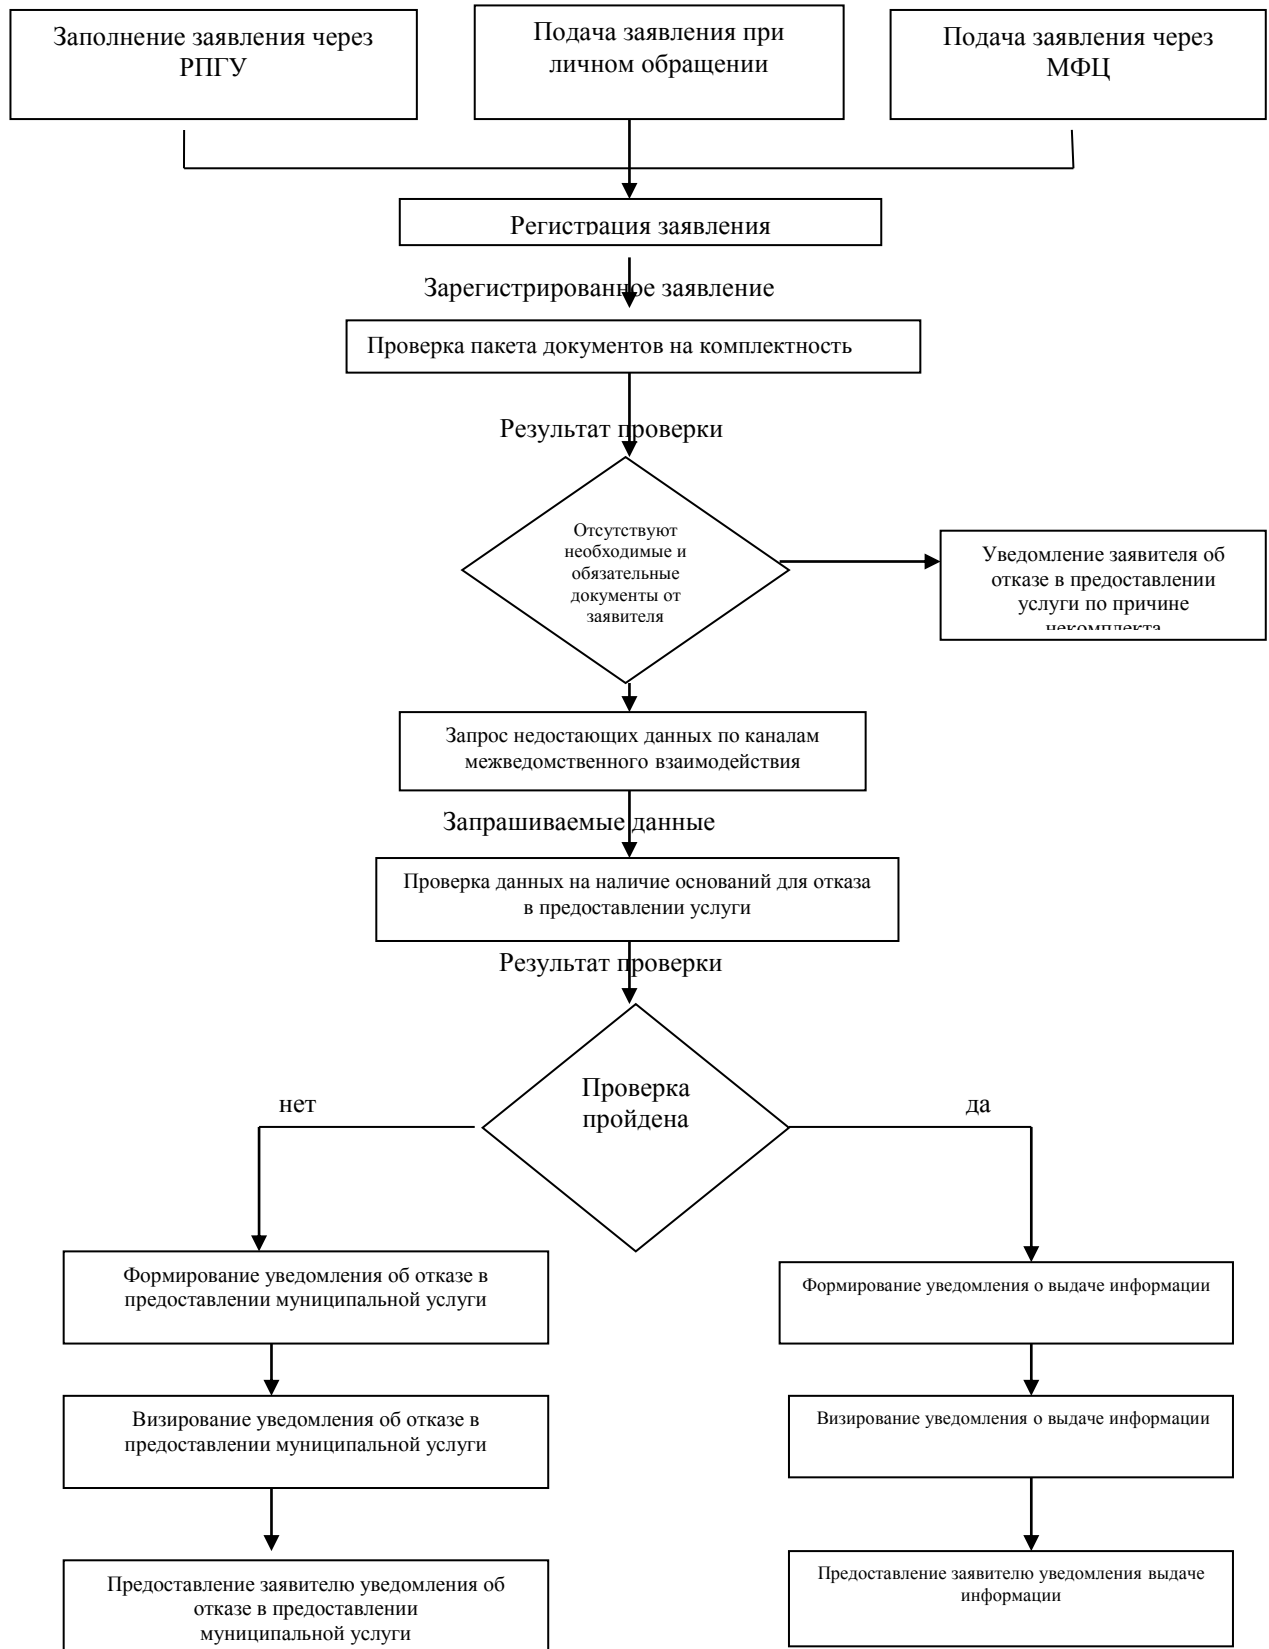 Заполнение заявления через
РПГУ
Подача заявления при
личном обращении
Подача заявления через
МФЦ
Регистрация заявления
Зарегистрированное заявление
Проверка пакета документов на комплектность
Результат проверки
Отсутствуют
необходимые и
обязательные
документы от
заявителя
Уведомление заявителя об
отказе в предоставлении
услуги по причине
некомплекта
Запрос недостающих данных по каналам
межведомственного взаимодействия
Запрашиваемые данные
Проверка данных на наличие оснований для отказа
в предоставлении услуги
Результат проверки
Проверка
пройдена
нет
да
Формирование уведомления об отказе в
предоставлении муниципальной услуги
Формирование уведомления о выдаче информации
Визирование уведомления об отказе в
предоставлении муниципальной услуги
Визирование уведомления о выдаче информации
Предоставление заявителю уведомления об
отказе в предоставлении
муниципальной услуги
Предоставление заявителю уведомления выдаче
информации